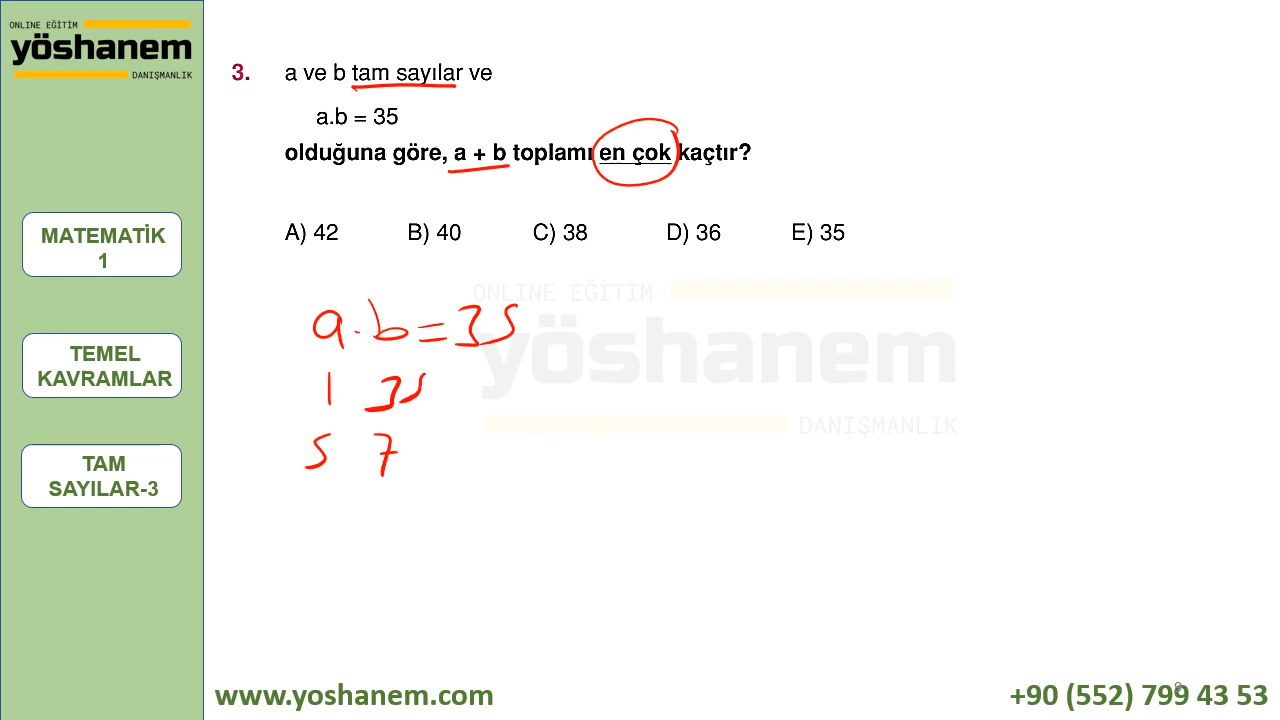 ONLINE EĞİTİM
yöshanem
DANIŞMANLIK
MATEMATİK
1
TEMEL
KAVRAMLAR
TAM
SAYILAR-3
3. a ve b tam sayılar ve
a.b = 35
olduğuna göre, a + b toplamı en çok kaçtır?
A) 42 B) 40 C) 38 D) 36 E) 35
ONLINE EĞİTİM
yöshanem
DANIŞMANLIK
a.b=35
1 35
5 7
www.yoshanem.com
+90 (552) 799 43 53